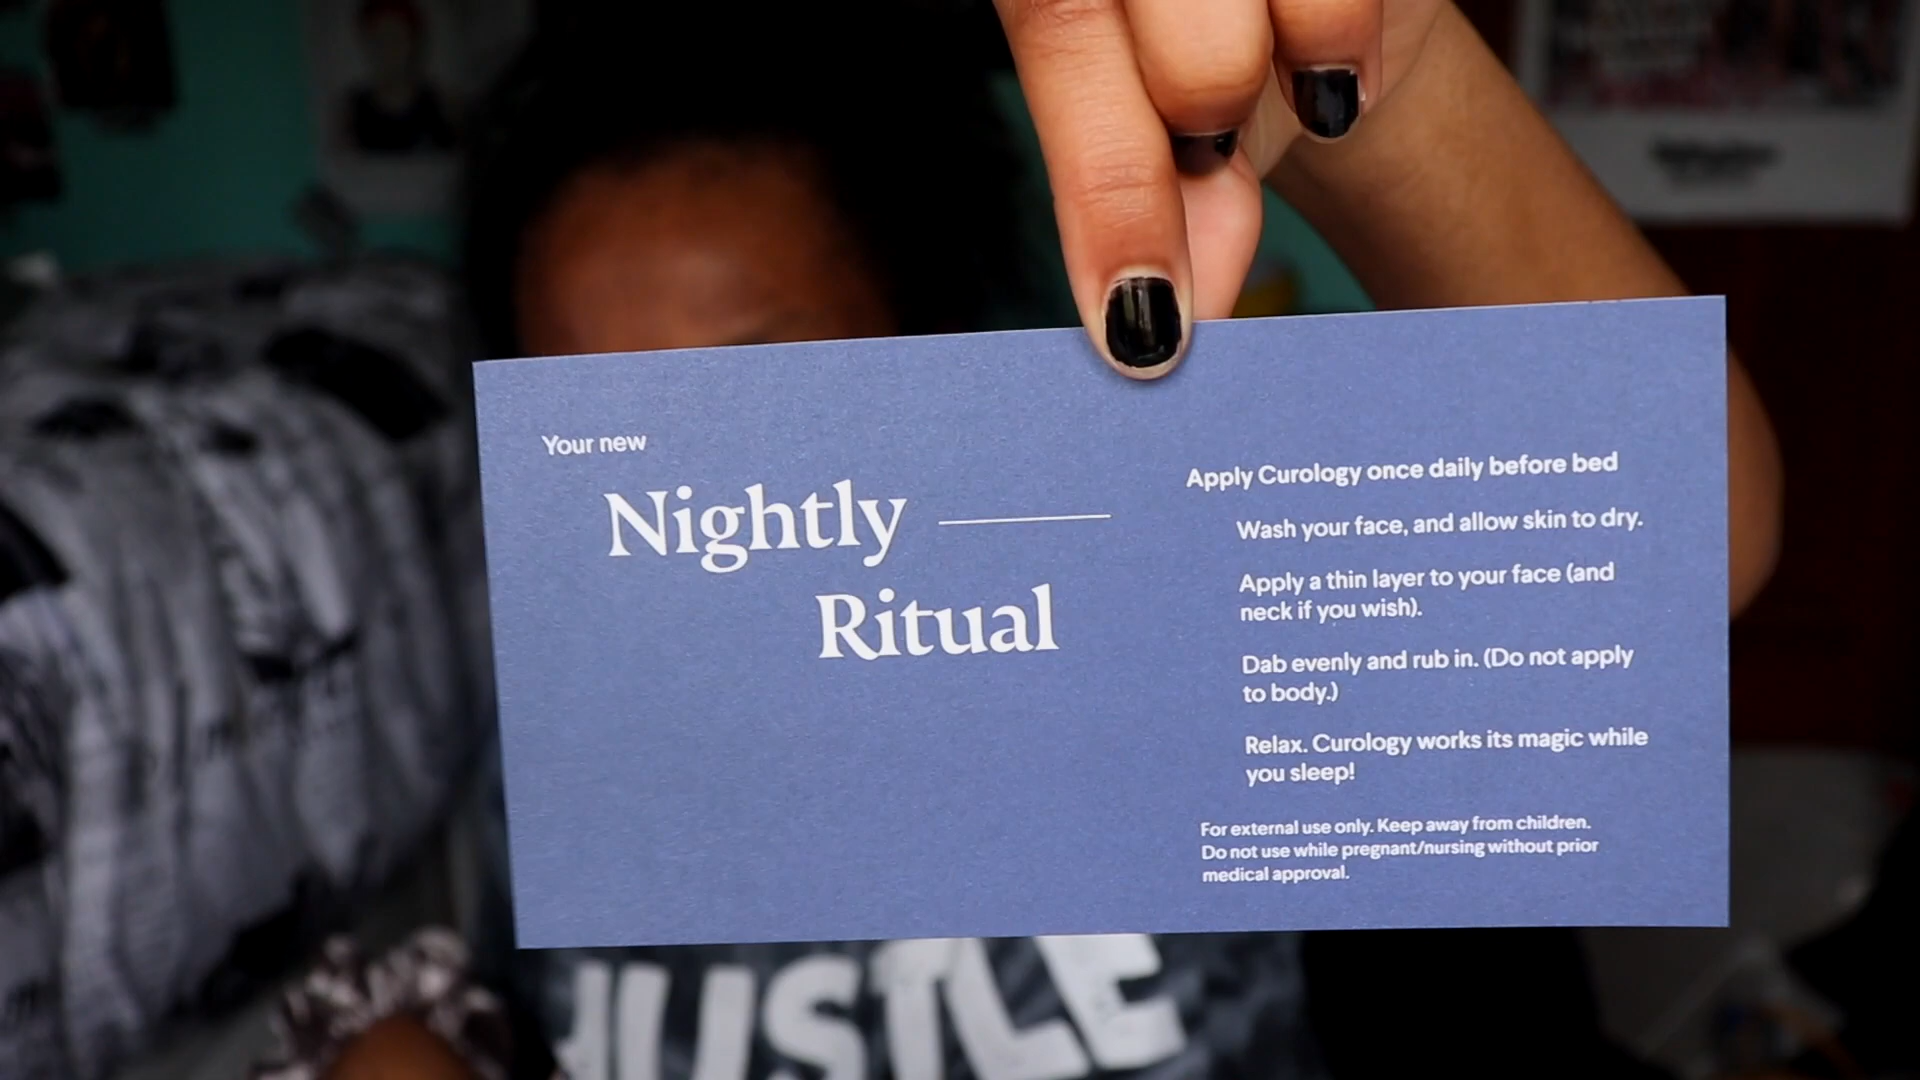 Your new
Nightly
Ritual
Apply Curology once daily before bed
Wash your face, and allow skin to dry.
Apply a thin layer to your face (and
neck if you wish).
Dab evenly and rub in. (Do not apply
to body.)
Relax. Curology works its magic while
you sleep!
For external use only. Keep away from children.
Do not use while pregnant/nursing without prior
medical approval.
HUSTLE